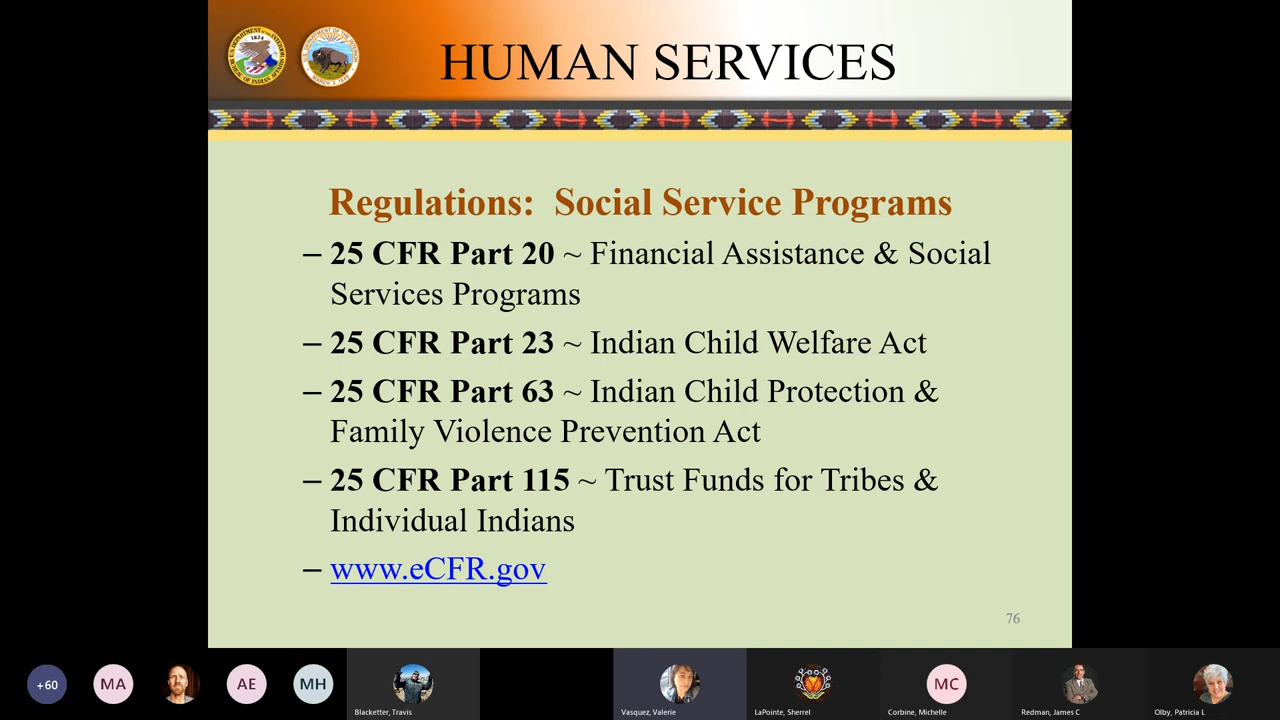 HUMAN SERVICES
Regulations:  Social Service Programs
– 25 CFR Part 20 ~ Financial Assistance & Social
Services Programs
– 25 CFR Part 23 ~ Indian Child Welfare Act
– 25 CFR Part 63 ~ Indian Child Protection &
Family Violence Prevention Act
– 25 CFR Part 115 ~ Trust Funds for Tribes &
Individual Indians
– www.eCFR.gov
76
+60
MA
AE
MH
MC
Blacketter, Travis
Vasquez, Valerie
LaPointe, Sherrel
Corbine, Michelle
Redman, James C
Olby, Patricia L